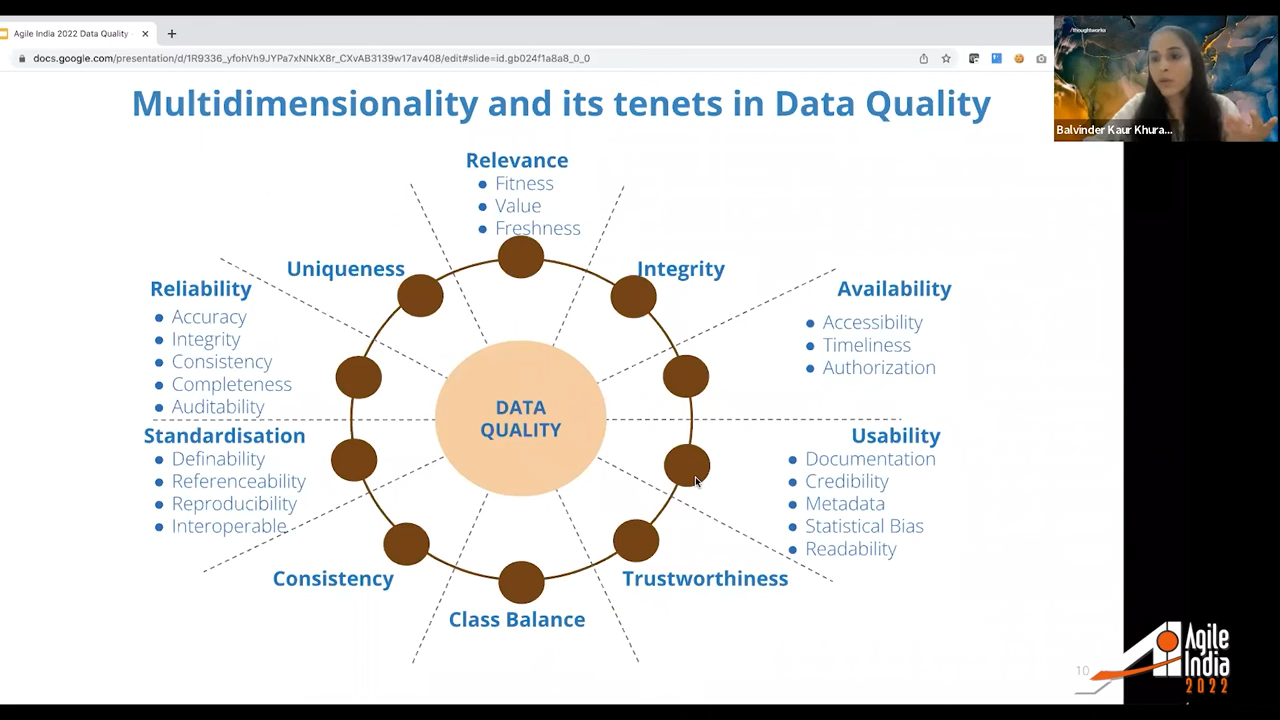 Agile India 2022 Data Quality
docs.google.com/presentation/d/1R9336_yfohVh9JYPa7xNNkX8r_CXvAB3139w17av408/edit#slide=id.gb024f1a8a8_0_0
/thoughtworks
Balvinder Kaur Khura...
Multidimensionality and its tenets in Data Quality
Relevance
Fitness
Value
Freshness
Uniqueness
Integrity
Reliability
Accuracy
Integrity
Consistency
Completeness
Auditability
Availability
Accessibility
Timeliness
Authorization
DATA
QUALITY
Standardisation
Definability
Referenceability
Reproducibility
Interoperable
Usability
Documentation
Credibility
Metadata
Statistical Bias
Readability
Consistency
Trustworthiness
Class Balance
10
Agile
India
2022